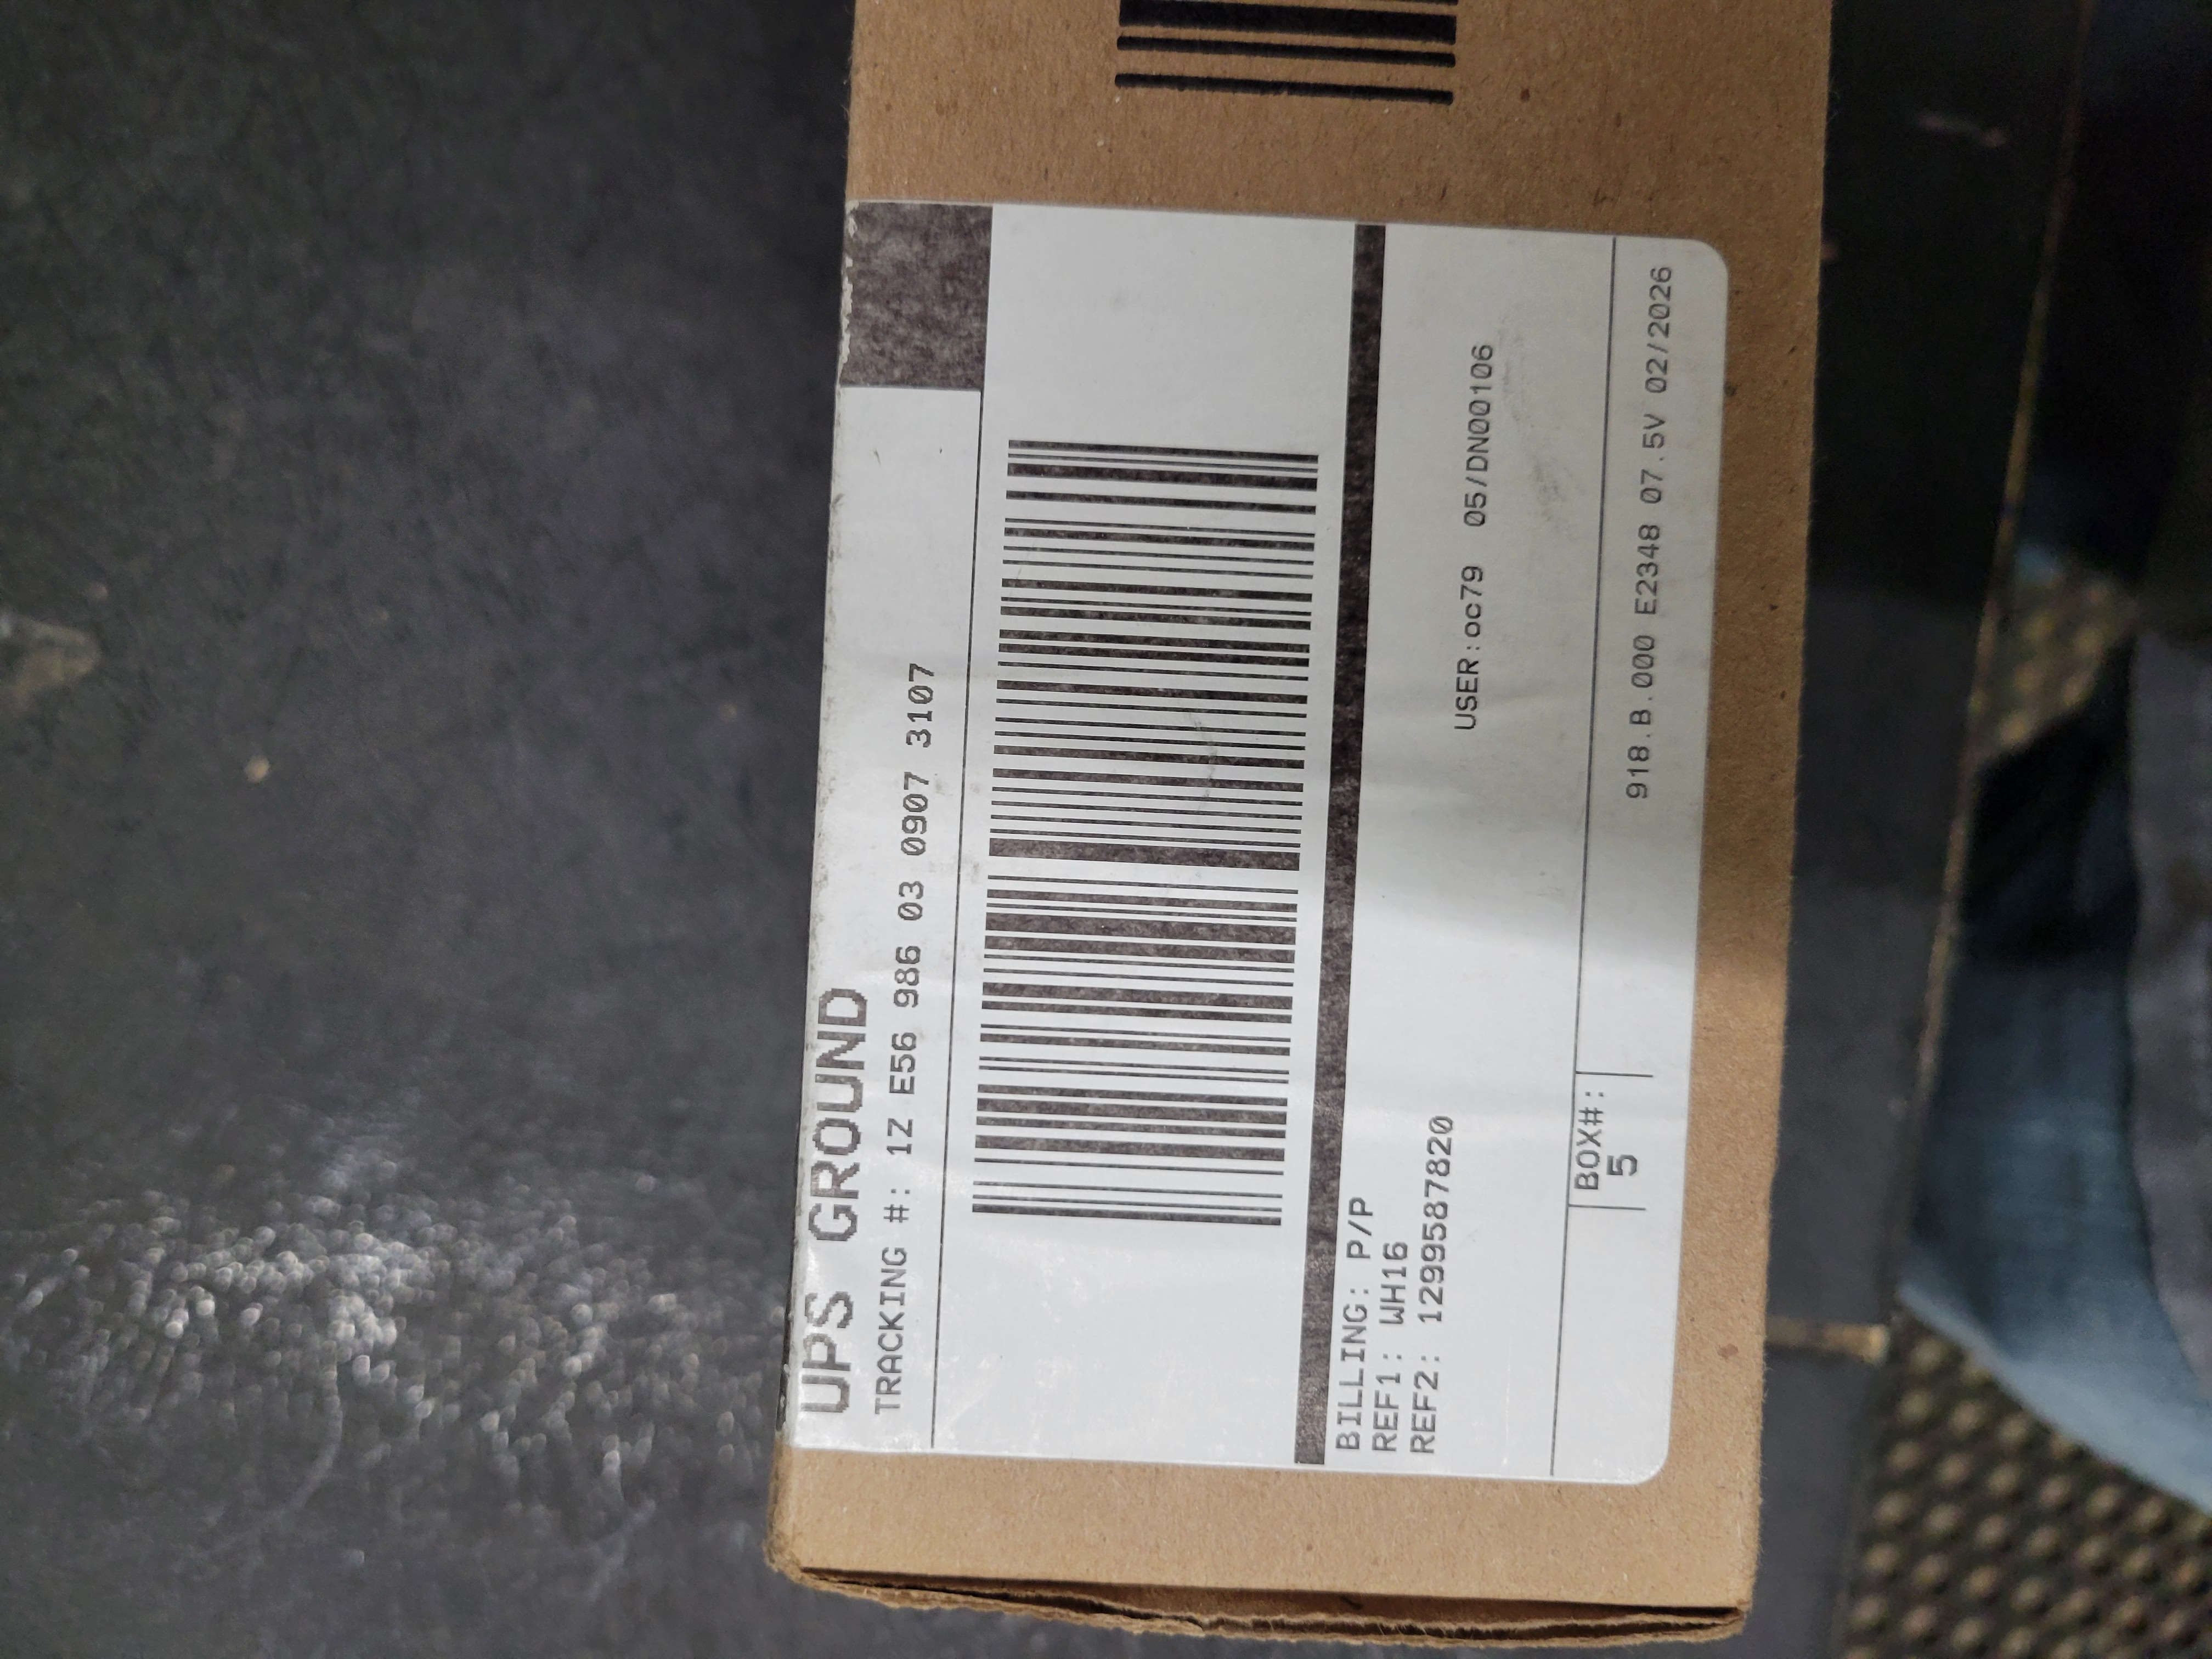 UPS GROUND
TRACKING #: 1Z E56 986 03 0907 3107
BILLING: P/P
REF1: WH16
REF2: 1299587820
USER:oc79 05/DN00106
BOX#:
5
918.B.000 E2348 07.5V 02/2026